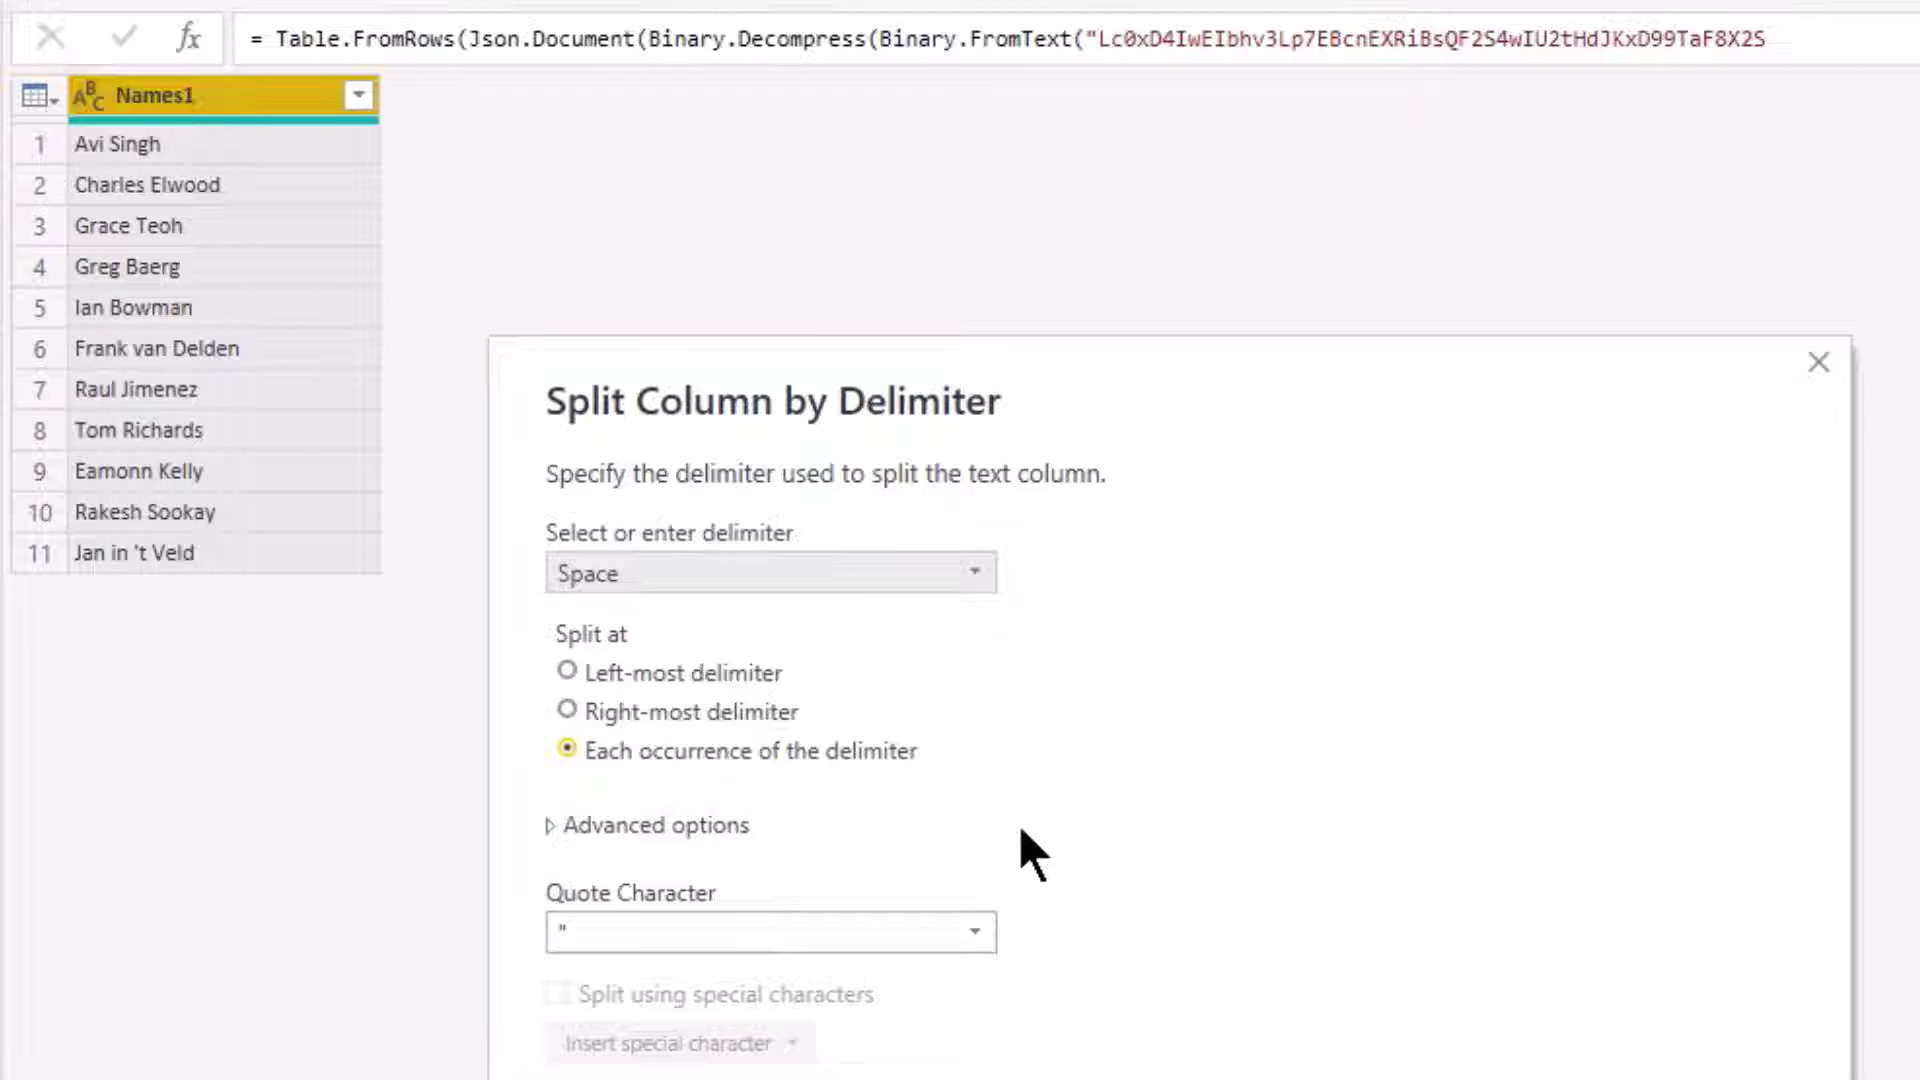 fx = Table.FromRows(Json.Document(Binary.Decompress(Binary.FromText("Lc0xD4IwEIbhv3Lp7EBcnEXRiBsQF2S4wIU2tHdJKxD99TaF8X2S
ABC Names1
1 Avi Singh
2 Charles Elwood
3 Grace Teoh
4 Greg Baerg
5 Ian Bowman
6 Frank van Delden
7 Raul Jimenez
8 Tom Richards
9 Eamonn Kelly
10 Rakesh Sookay
11 Jan in 't Veld
Split Column by Delimiter
Specify the delimiter used to split the text column.
Select or enter delimiter
Space
Split at
Left-most delimiter
Right-most delimiter
Each occurrence of the delimiter
Advanced options
Quote Character
"
Split using special characters
Insert special character